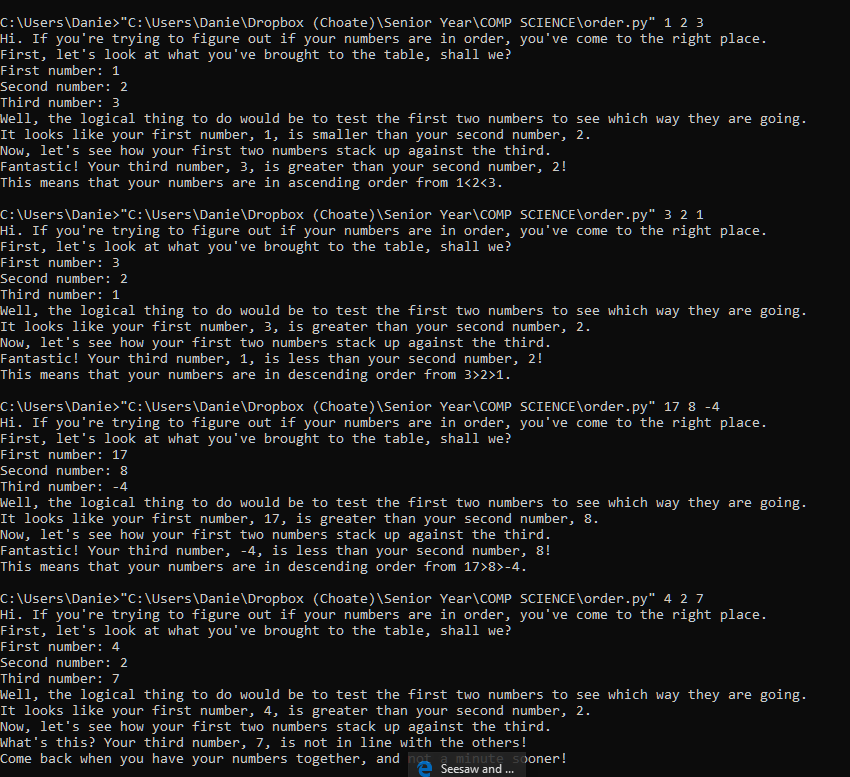 C:\Users\Danie>"C:\Users\Danie\Dropbox (Choate)\Senior Year\COMP SCIENCE\order.py" 1 2 3
Hi. If you're trying to figure out if your numbers are in order, you've come to the right place.
First, let's look at what you've brought to the table, shall we?
First number: 1
Second number: 2
Third number: 3
Well, the logical thing to do would be to test the first two numbers to see which way they are going.
It looks like your first number, 1, is smaller than your second number, 2.
Now, let's see how your first two numbers stack up against the third.
Fantastic! Your third number, 3, is greater than your second number, 2!
This means that your numbers are in ascending order from 1<2<3.
C:\Users\Danie>"C:\Users\Danie\Dropbox (Choate)\Senior Year\COMP SCIENCE\order.py" 3 2 1
Hi. If you're trying to figure out if your numbers are in order, you've come to the right place.
First, let's look at what you've brought to the table, shall we?
First number: 3
Second number: 2
Third number: 1
Well, the logical thing to do would be to test the first two numbers to see which way they are going.
It looks like your first number, 3, is greater than your second number, 2.
Now, let's see how your first two numbers stack up against the third.
Fantastic! Your third number, 1, is less than your second number, 2!
This means that your numbers are in descending order from 3>2>1.
C:\Users\Danie>"C:\Users\Danie\Dropbox (Choate)\Senior Year\COMP SCIENCE\order.py" 17 8 -4
Hi. If you're trying to figure out if your numbers are in order, you've come to the right place.
First, let's look at what you've brought to the table, shall we?
First number: 17
Second number: 8
Third number: -4
Well, the logical thing to do would be to test the first two numbers to see which way they are going.
It looks like your first number, 17, is greater than your second number, 8.
Now, let's see how your first two numbers stack up against the third.
Fantastic! Your third number, -4, is less than your second number, 8!
This means that your numbers are in descending order from 17>8>-4.
C:\Users\Danie>"C:\Users\Danie\Dropbox (Choate)\Senior Year\COMP SCIENCE\order.py" 4 2 7
Hi. If you're trying to figure out if your numbers are in order, you've come to the right place.
First, let's look at what you've brought to the table, shall we?
First number: 4
Second number: 2
Third number: 7
Well, the logical thing to do would be to test the first two numbers to see which way they are going.
It looks like your first number, 4, is greater than your second number, 2.
Now, let's see how your first two numbers stack up against the third.
What's this? Your third number, 7, is not in line with the others!
Come back when you have your numbers together, and not a minute sooner!
Seesaw and ...